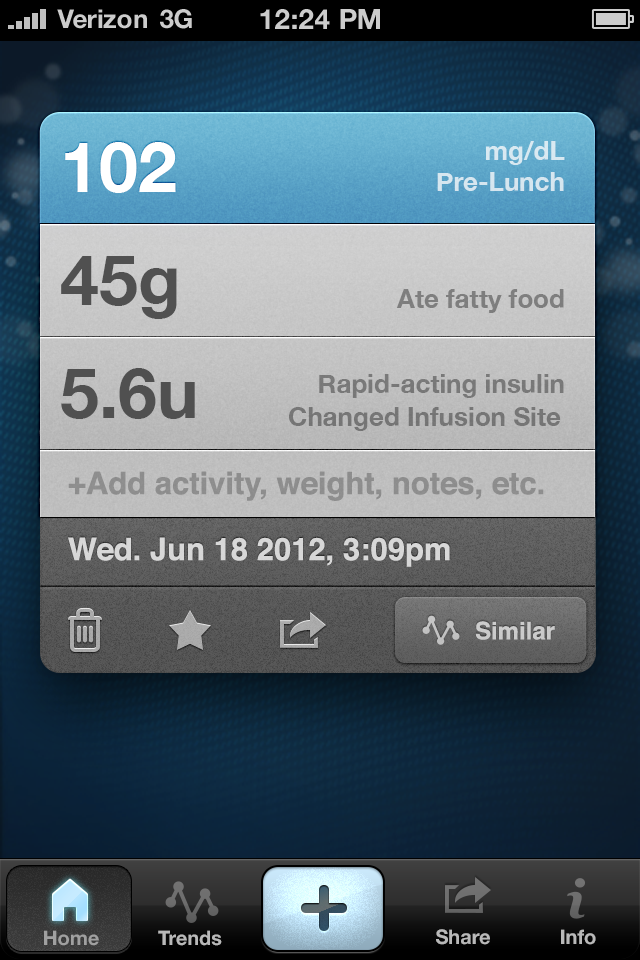 Verizon 3G 12:24 PM
102
mg/dL
Pre-Lunch
45g
Ate fatty food
5.6u
Rapid-acting insulin
Changed Infusion Site
+Add activity, weight, notes, etc.
Wed. Jun 18 2012, 3:09pm
Similar
Home Trends + Share Info